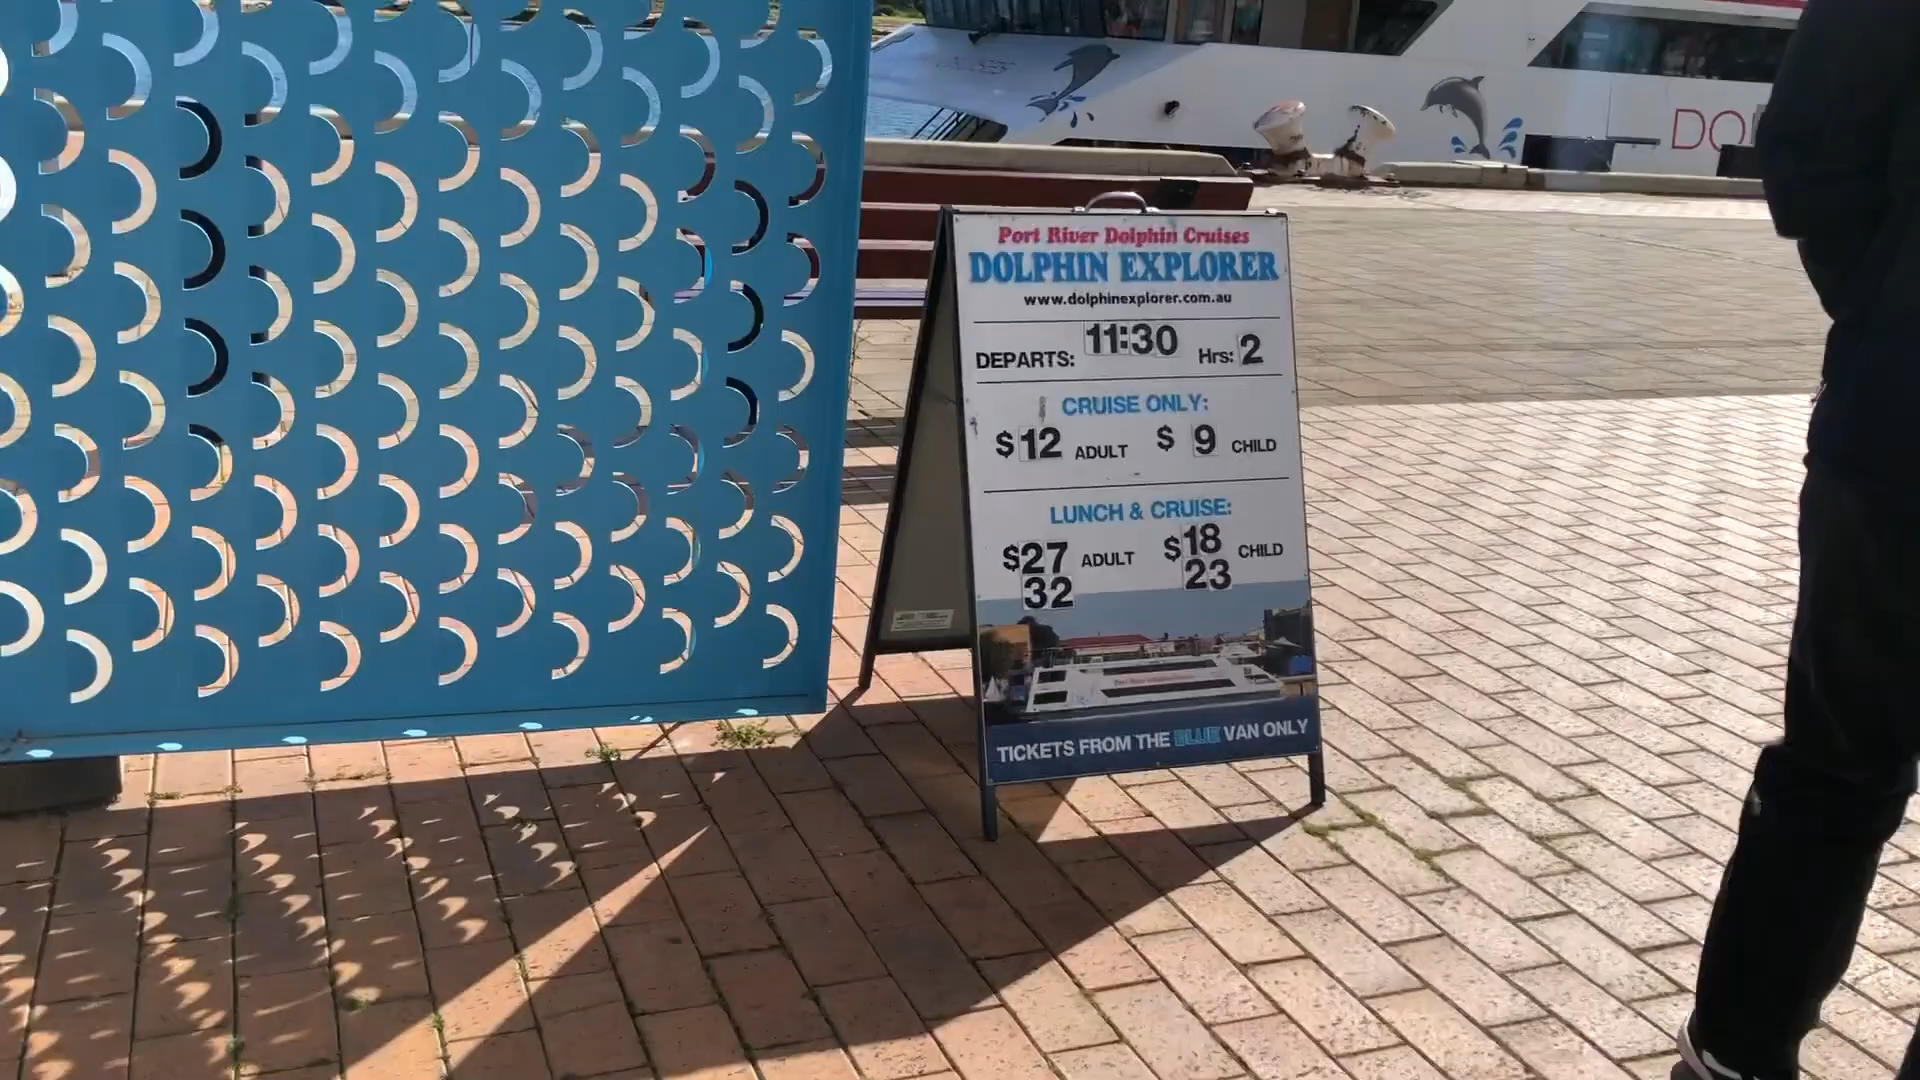 DO
Port River Dolphin Cruises
DOLPHIN EXPLORER
www.dolphinexplorer.com.au
DEPARTS: 11:30 Hrs: 2
CRUISE ONLY:
$12 ADULT $ 9 CHILD
LUNCH & CRUISE:
$27 ADULT $18 CHILD
32 23
TICKETS FROM THE BLUE VAN ONLY